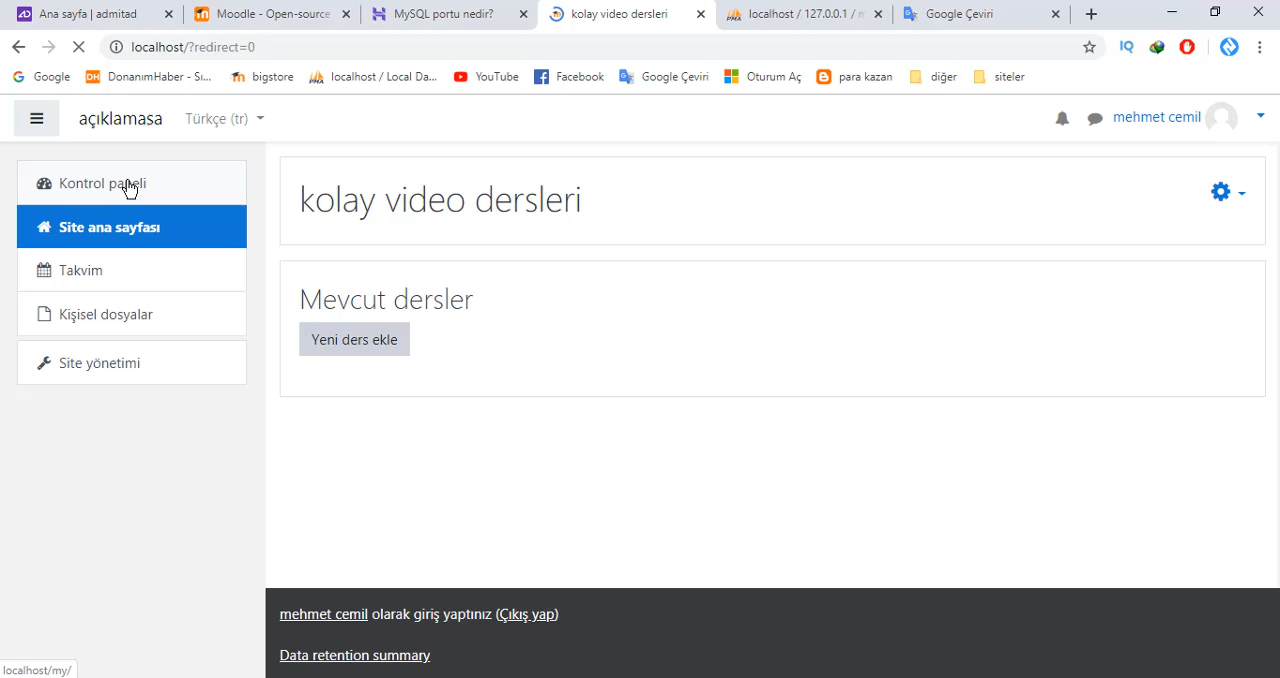 Ana sayfa | admitad
Moodle - Open-source
MySQL portu nedir?
kolay video dersleri
localhost / 127.0.0.1 / m
Google Çeviri
localhost/?redirect=0
IQ
Google
DonanımHaber - Si...
bigstore
localhost / Local Da...
YouTube
Facebook
Google Çeviri
Oturum Aç
para kazan
diğer
siteler
açıklamasa
Türkçe (tr)
mehmet cemil
Kontrol paneli
Site ana sayfası
Takvim
Kişisel dosyalar
Site yönetimi
kolay video dersleri
Mevcut dersler
Yeni ders ekle
mehmet cemil olarak giriş yaptınız (Çıkış yap)
Data retention summary
localhost/my/